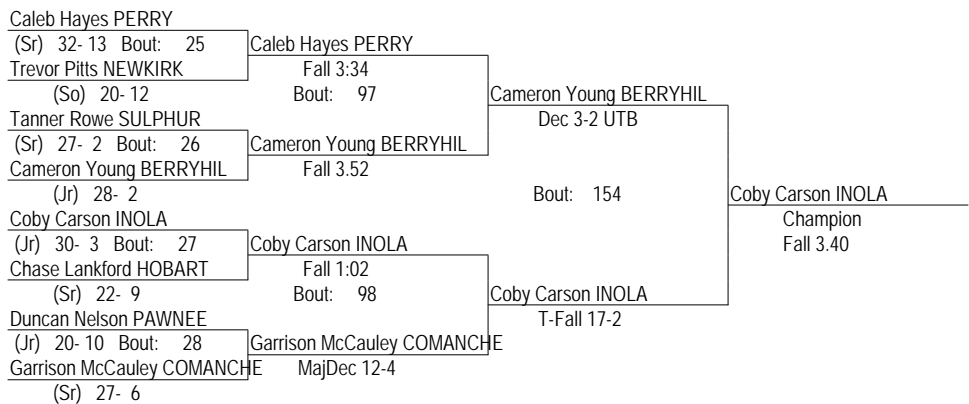 Caleb Hayes PERRY
(Sr) 32- 13 Bout: 25
Caleb Hayes PERRY
Trevor Pitts NEWKIRK
Fall 3:34
(So) 20- 12
Bout: 97
Cameron Young BERRYHIL
Tanner Rowe SULPHUR
Dec 3-2 UTB
(Sr) 27- 2 Bout: 26
Cameron Young BERRYHIL
Cameron Young BERRYHIL
Fall 3.52
(Jr) 28- 2
Bout: 154
Coby Carson INOLA
Coby Carson INOLA
Champion
(Jr) 30- 3 Bout: 27
Coby Carson INOLA
Fall 3.40
Chase Lankford HOBART
Fall 1:02
(Sr) 22- 9
Bout: 98
Coby Carson INOLA
Duncan Nelson PAWNEE
T-Fall 17-2
(Jr) 20- 10 Bout: 28
Garrison McCauley COMANCHE
Garrison McCauley COMANCHE
MajDec 12-4
(Sr) 27- 6